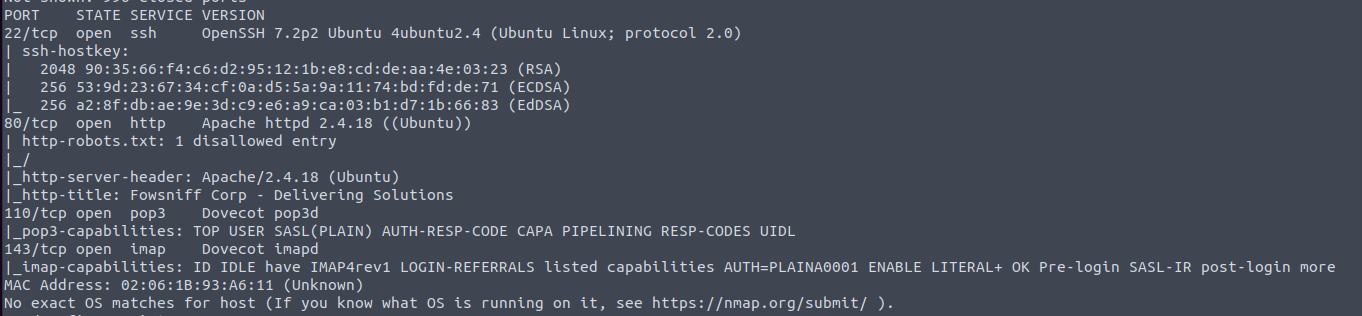 PORT    STATE SERVICE VERSION
22/tcp  open  ssh     OpenSSH 7.2p2 Ubuntu 4ubuntu2.4 (Ubuntu Linux; protocol 2.0)
| ssh-hostkey:
|   2048 90:35:66:f4:c6:d2:95:12:1b:e8:cd:de:aa:4e:03:23 (RSA)
|   256 53:9d:23:67:34:cf:0a:d5:5a:9a:11:74:bd:fd:de:71 (ECDSA)
|_  256 a2:8f:db:ae:9e:3d:c9:e6:a9:ca:03:b1:d7:1b:66:83 (EdDSA)
80/tcp  open  http    Apache httpd 2.4.18 ((Ubuntu))
| http-robots.txt: 1 disallowed entry
|_/
|_http-server-header: Apache/2.4.18 (Ubuntu)
|_http-title: Fowsniff Corp - Delivering Solutions
110/tcp open  pop3    Dovecot pop3d
|_pop3-capabilities: TOP USER SASL(PLAIN) AUTH-RESP-CODE CAPA PIPELINING RESP-CODES UIDL
143/tcp open  imap    Dovecot imapd
|_imap-capabilities: ID IDLE have IMAP4rev1 LOGIN-REFERRALS listed capabilities AUTH=PLAINA0001 ENABLE LITERAL+ OK Pre-login SASL-IR post-login more
MAC Address: 02:06:1B:93:A6:11 (Unknown)
No exact OS matches for host (If you know what OS is running on it, see https://nmap.org/submit/ ).